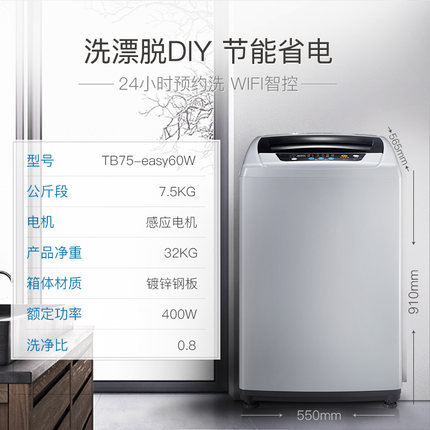 洗漂脱DIY 节能省电
24小时预约洗 WIFI智控
型号 TB75-easy60W
公斤段 7.5KG
电机 感应电机
产品净重 32KG
箱体材质 镀锌钢板
额定功率 400W
洗净比 0.8
565mm
910mm
550mm